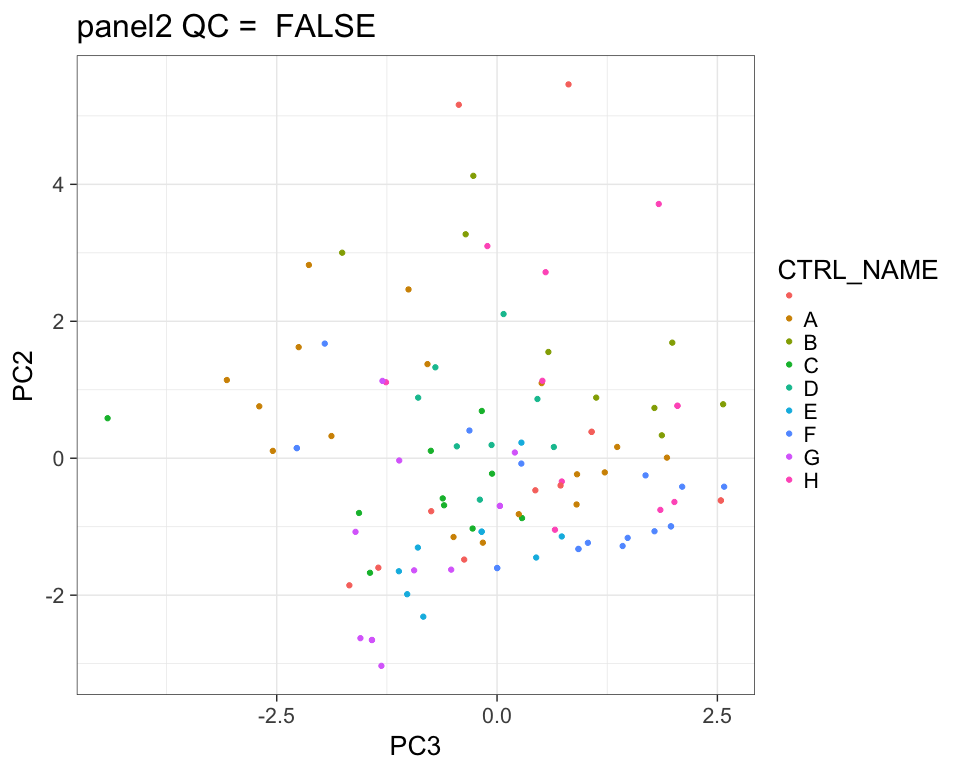 panel2 QC =  FALSE
PC2
4
2
0
-2
-2.5
0.0
2.5
PC3
CTRL_NAME
A
B
C
D
E
F
G
H